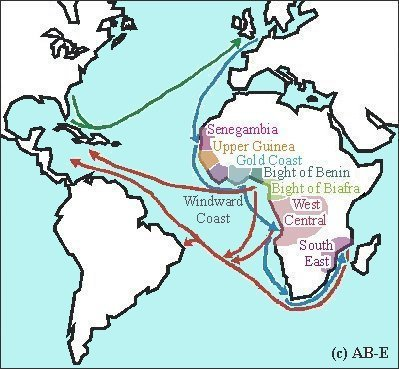 Senegambia
Upper Guinea
Gold Coast
Bight of Benin
Bight of Biafra
Windward
Coast
West
Central
South
East
(c) AB-E